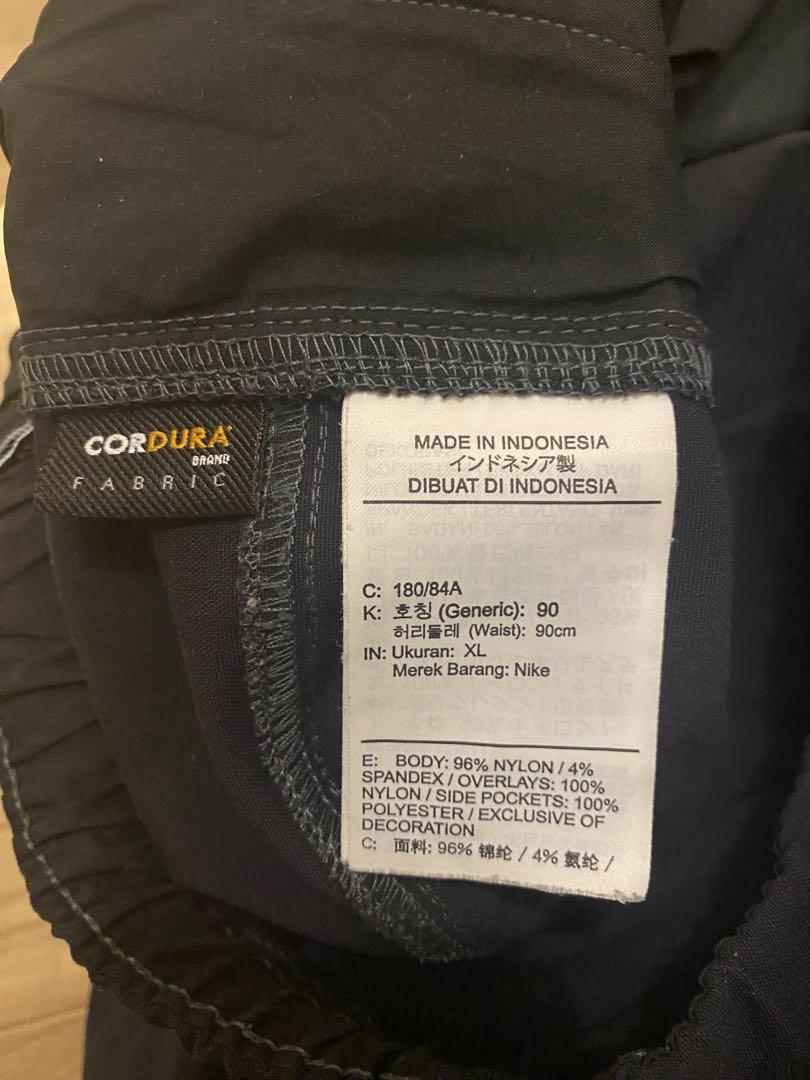 CORDURA
BRAND
FABRIC
MADE IN INDONESIA
インドネシア製
DIBUAT DI INDONESIA
C: 180/84A
K: 호칭 (Generic): 90
허리둘레 (Waist): 90cm
IN: Ukuran: XL
Merek Barang: Nike
E: BODY: 96% NYLON / 4%
SPANDEX / OVERLAYS: 100%
NYLON / SIDE POCKETS: 100%
POLYESTER / EXCLUSIVE OF
DECORATION
C: 面料: 96% 锦纶 / 4% 氨纶 /